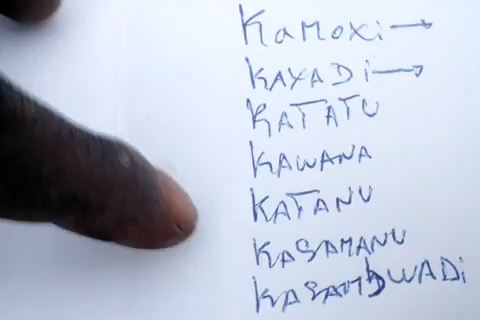 KAMOXi →
KAYADi →
KATATU
KAWANA
KATANU
KASAMANU
KASAMBWADi